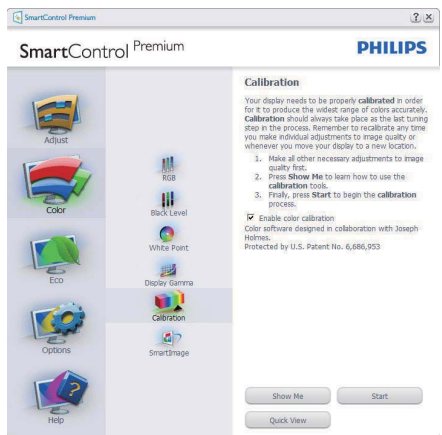 SmartControl Premium
SmartControl Premium
PHILIPS
Adjust
Color
Eco
Options
Help
RGB
Black Level
White Point
Display Gamma
Calibration
SmartImage
Calibration
Your display needs to be properly calibrated in order
for it to produce the widest range of colors accurately.
Calibration should always take place as the last tuning
step in the process. Remember to recalibrate any time
you make individual adjustments to image quality or
whenever you move your display to a new location.
1. Make all other necessary adjustments to image
quality first.
2. Press Show Me to learn how to use the
calibration tools.
3. Finally, press Start to begin the calibration
process.
Enable color calibration
Color software designed in collaboration with Joseph
Holmes.
Protected by U.S. Patent No. 6,686,953
Show Me
Start
Quick View